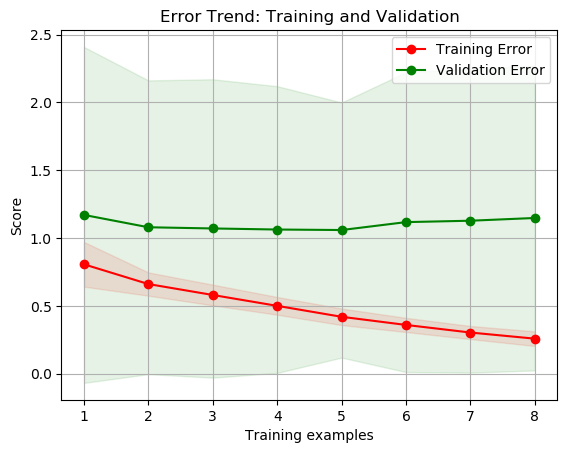 Error Trend: Training and Validation
2.5
2.0
1.5
1.0
0.5
0.0
Score
Training Error
Validation Error
1 2 3 4 5 6 7 8
Training examples